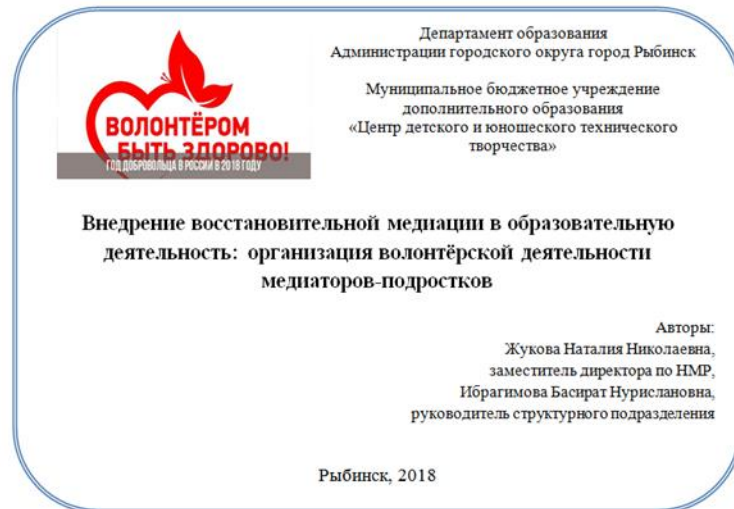 ВОЛОНТЁРОМ
БЫТЬ ЗДОРОВО!
ГОД ДОБРОВОЛЬЦА В РОССИИ В 2018 ГОДУ
Департамент образования
Администрации городского округа город Рыбинск
Муниципальное бюджетное учреждение
дополнительного образования
«Центр детского и юношеского технического
творчества»
Внедрение восстановительной медиации в образовательную
деятельность: организация волонтёрской деятельности
медиаторов-подростков
Авторы:
Жукова Наталия Николаевна,
заместитель директора по НМР,
Ибрагимова Басират Нурислановна,
руководитель структурного подразделения
Рыбинск, 2018